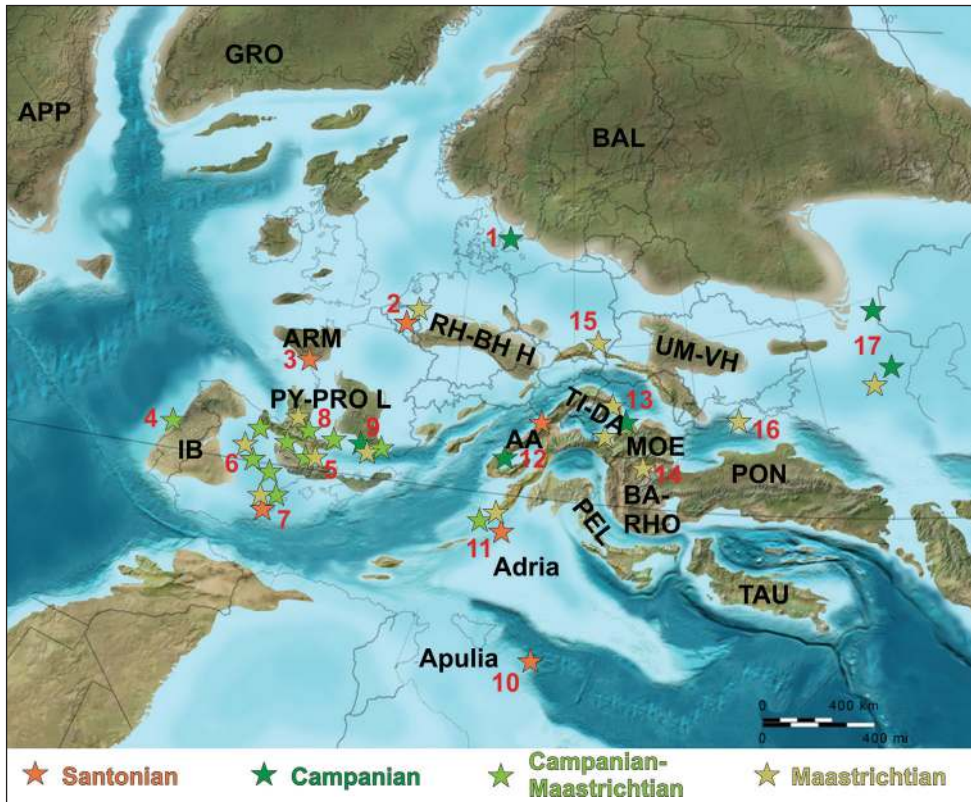 60°
GRO
APP
BAL
1
2
RH-BH H
15
17
ARM
3
UM-VH
PY-PRO L
4
8
9
TI-DA
13
16
IB
AA
MOE
6
5
12
14
PON
7
BA-
RHO
PEL
11
Adria
TAU
Apulia
10
0 400 km
0 400 mi
Santonian
Campanian
Campanian-
Maastrichtian
Maastrichtian